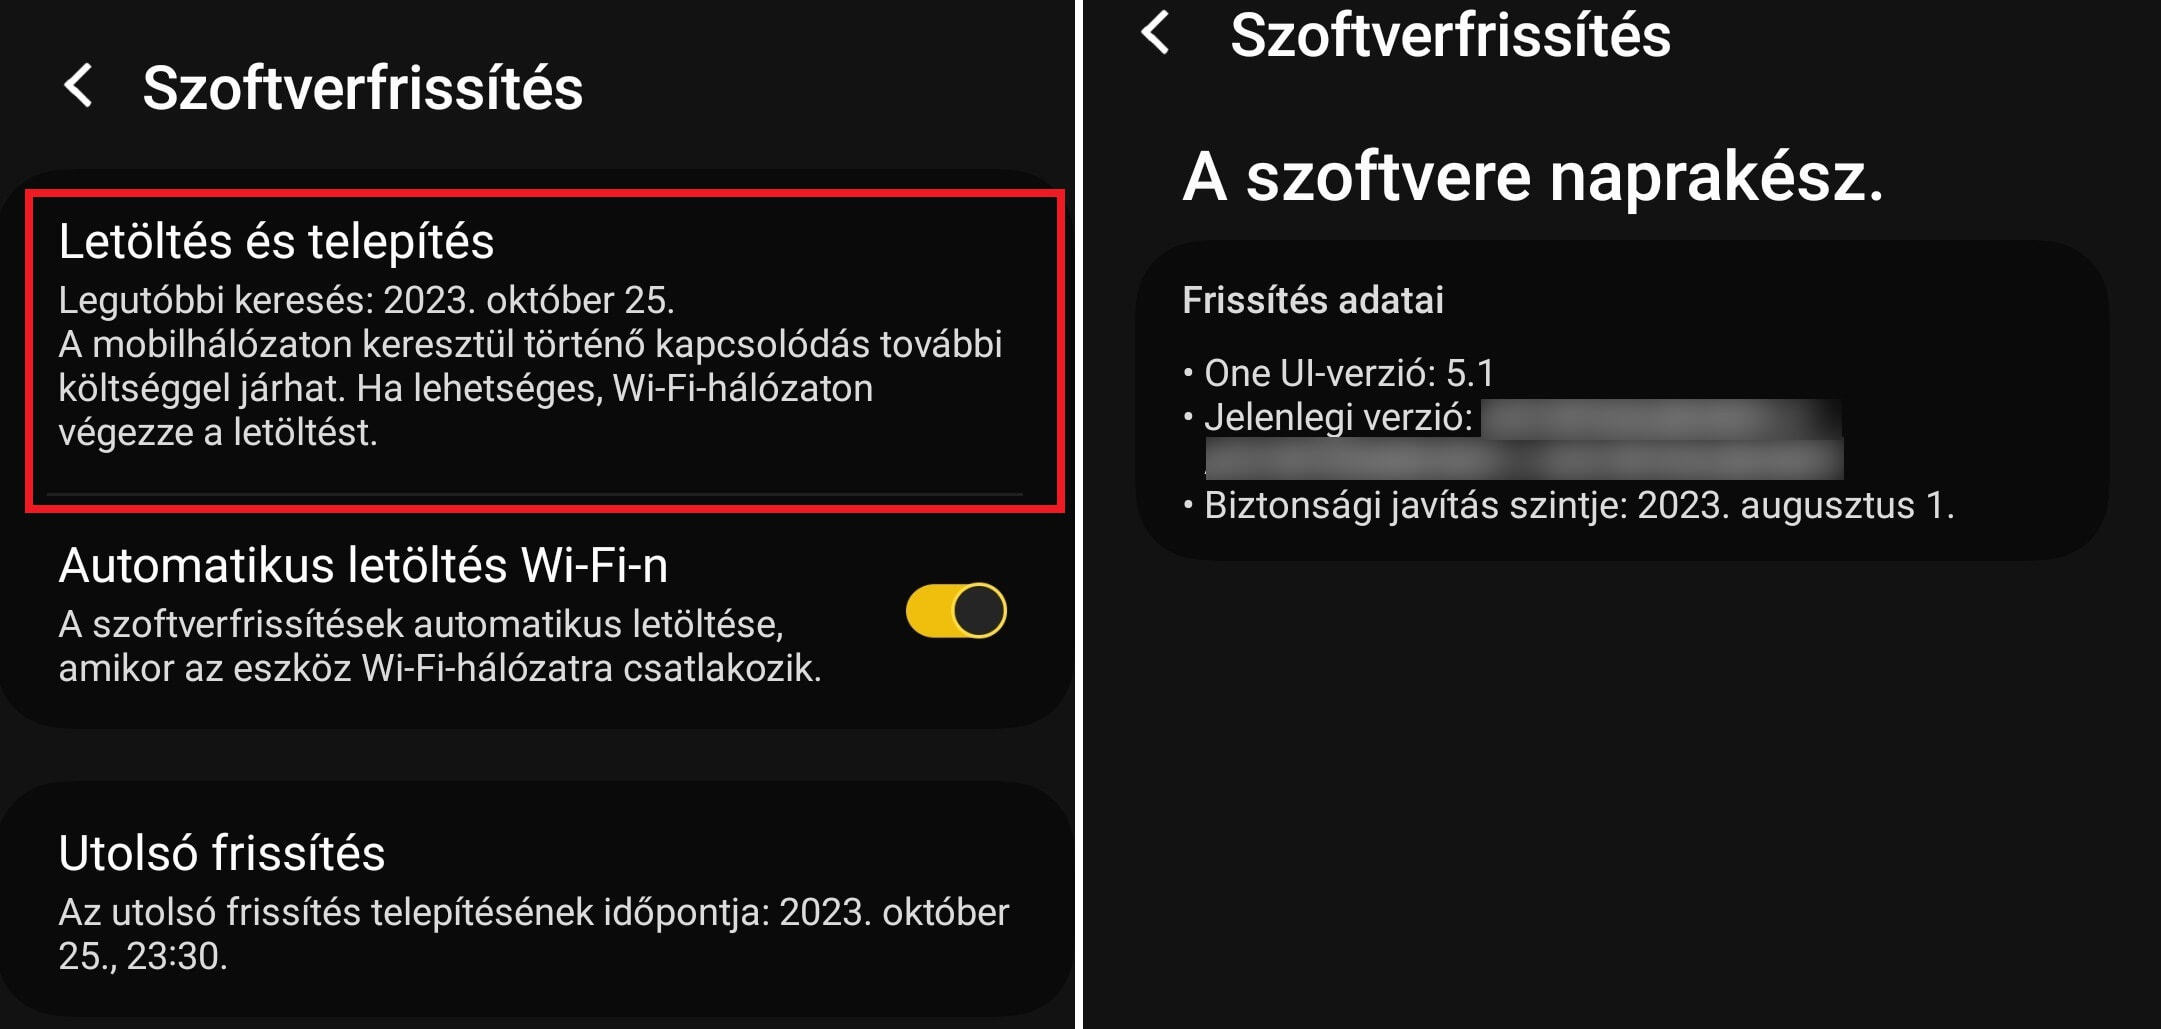 Szoftverfrissítés
Letöltés és telepítés
Legutóbbi keresés: 2023. október 25.
A mobilhálózaton keresztül történő kapcsolódás további
költséggel járhat. Ha lehetséges, Wi-Fi-hálózaton
végezze a letöltést.
Automatikus letöltés Wi-Fi-n
A szoftverfrissítések automatikus letöltése,
amikor az eszköz Wi-Fi-hálózatra csatlakozik.
Utolsó frissítés
Az utolsó frissítés telepítésének időpontja: 2023. október
25., 23:30.
Szoftverfrissítés
A szoftvere naprakész.
Frissítés adatai
• One UI-verzió: 5.1
• Jelenlegi verzió:
• Biztonsági javítás szintje: 2023. augusztus 1.